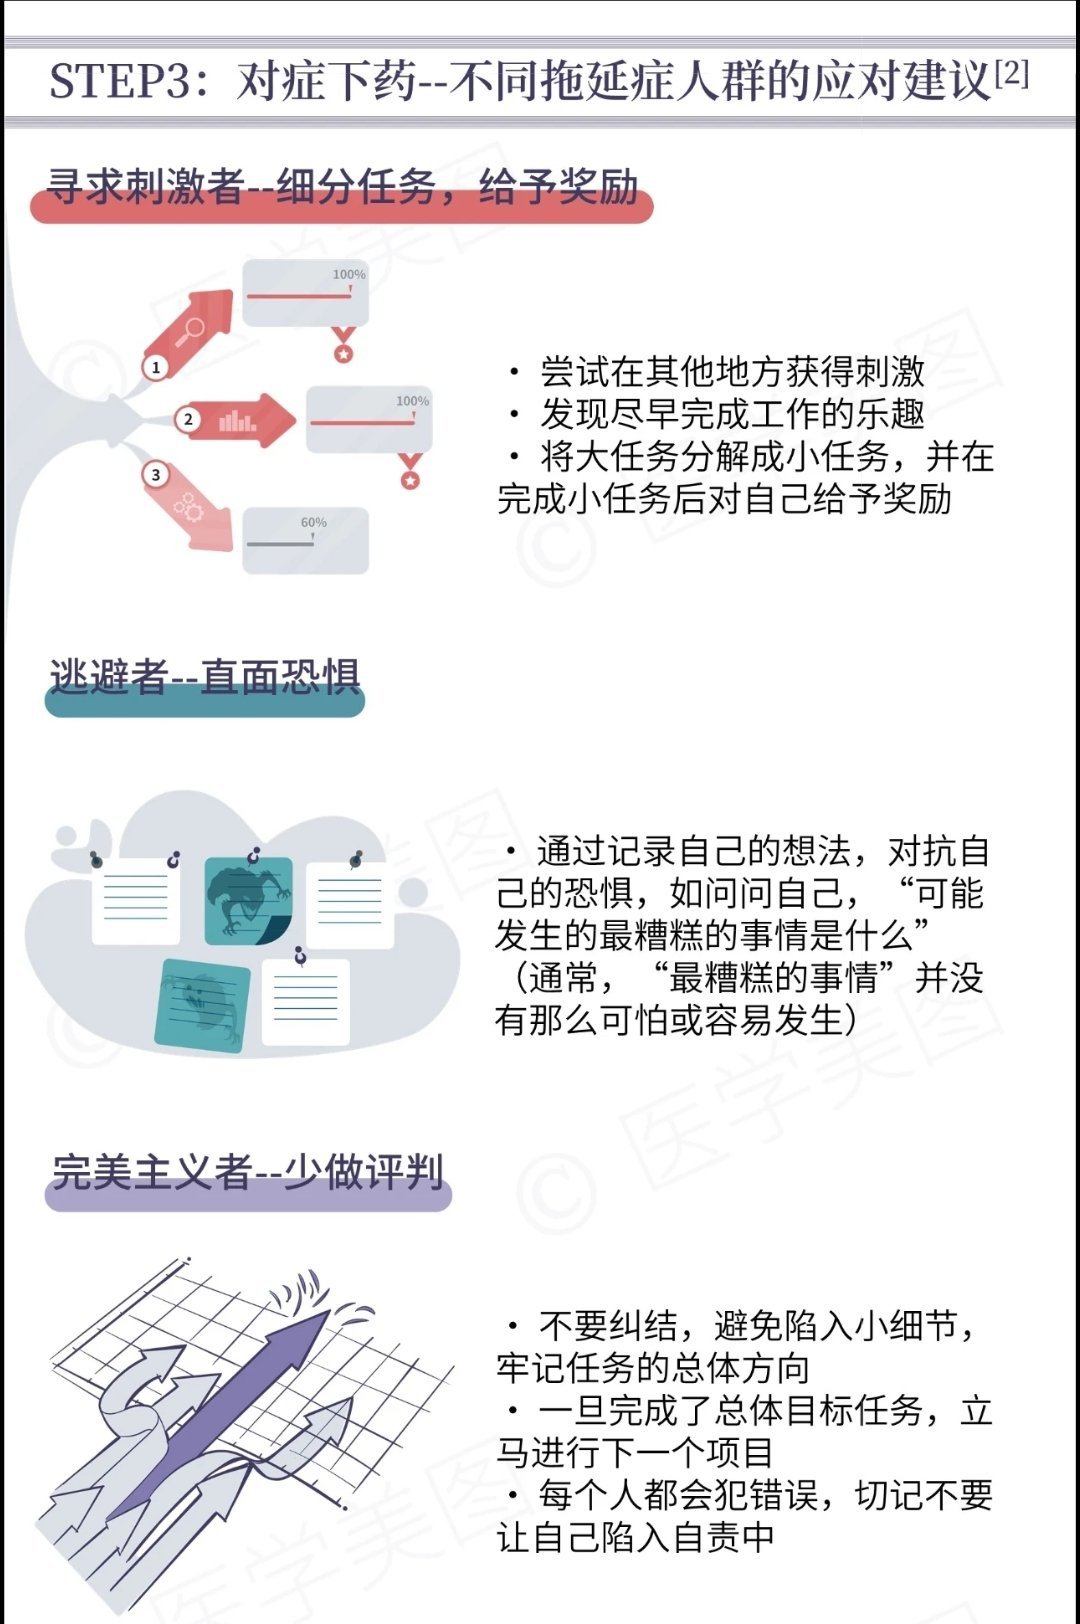 STEP3：对症下药--不同拖延症人群的应对建议[2]
寻求刺激者--细分任务，给予奖励
100%
1
100%
2
3
60%
· 尝试在其他地方获得刺激
· 发现尽早完成工作的乐趣
· 将大任务分解成小任务，并在
完成小任务后对自己给予奖励
逃避者--直面恐惧
· 通过记录自己的想法，对抗自
己的恐惧，如问问自己，“可能
发生的最糟糕的事情是什么”
（通常，“最糟糕的事情”并没
有那么可怕或容易发生）
完美主义者--少做评判
· 不要纠结，避免陷入小细节，
牢记任务的总体方向
· 一旦完成了总体目标任务，立
马进行下一个项目
· 每个人都会犯错误，切记不要
让自己陷入自责中
© 医学美图